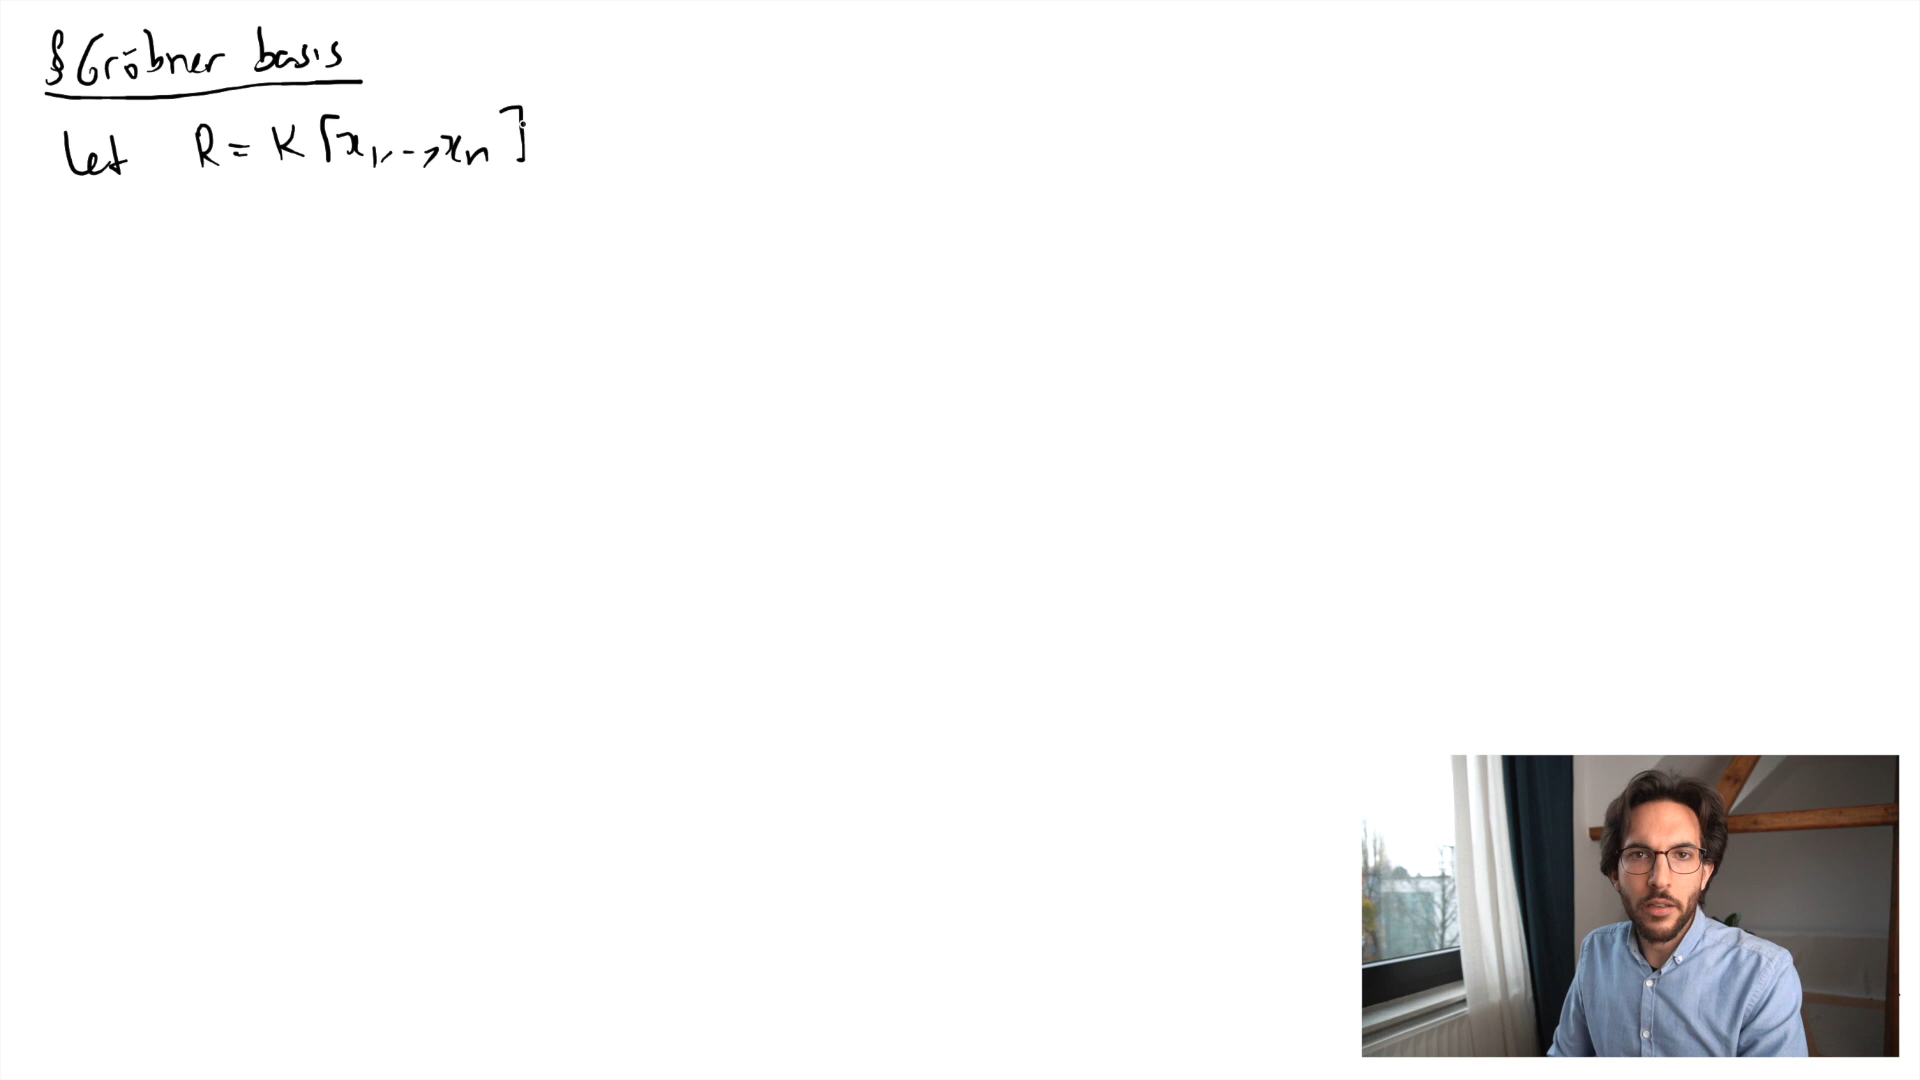 § Gröbner basis
Let R = K[x₁,..,xₙ]